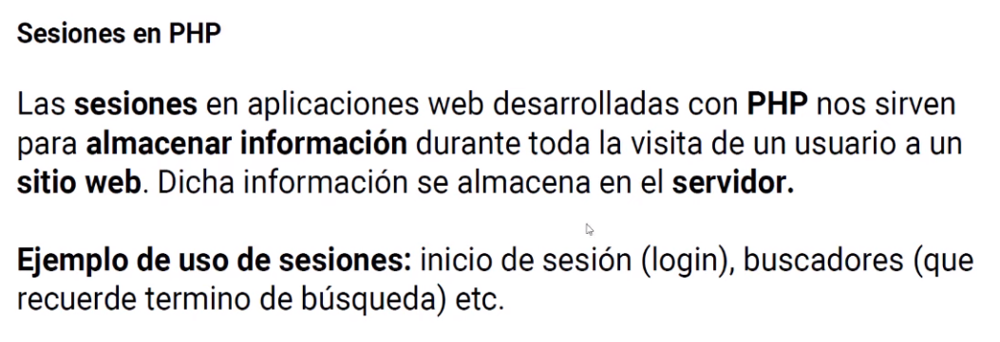 Sesiones en PHP
Las sesiones en aplicaciones web desarrolladas con PHP nos sirven
para almacenar información durante toda la visita de un usuario a un
sitio web. Dicha información se almacena en el servidor.
Ejemplo de uso de sesiones: inicio de sesión (login), buscadores (que
recuerde termino de búsqueda) etc.